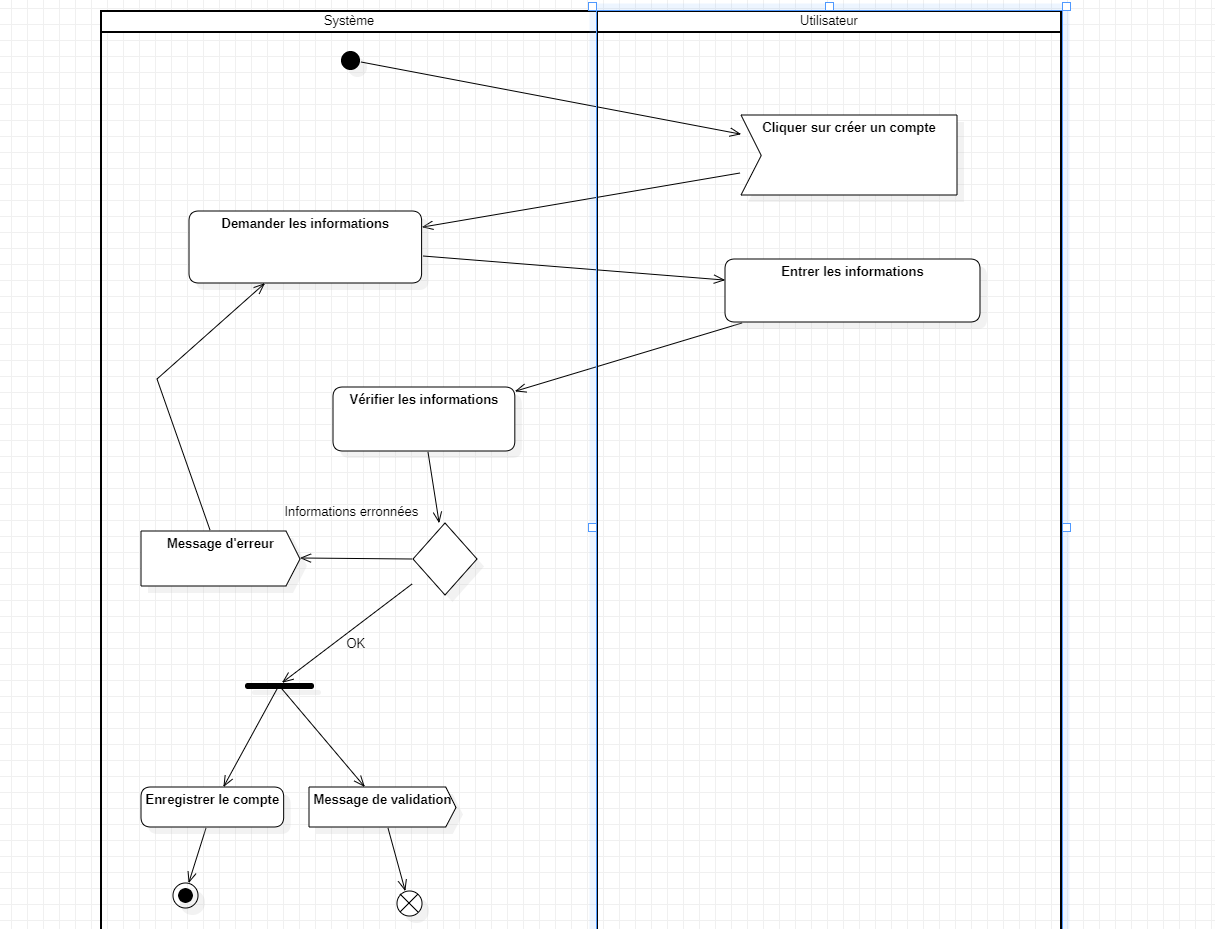 Système
Utilisateur
Cliquer sur créer un compte
Demander les informations
Entrer les informations
Vérifier les informations
Informations erronnées
Message d'erreur
OK
Enregistrer le compte
Message de validation